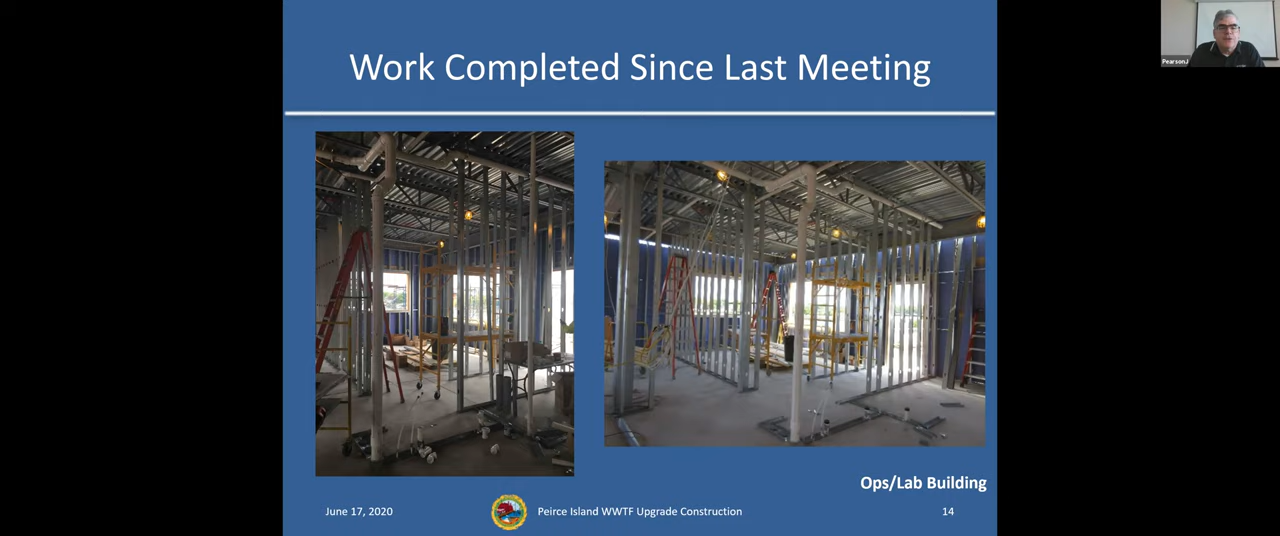 Work Completed Since Last Meeting
PearsonJ
Ops/Lab Building
June 17, 2020
Peirce Island WWTF Upgrade Construction
14